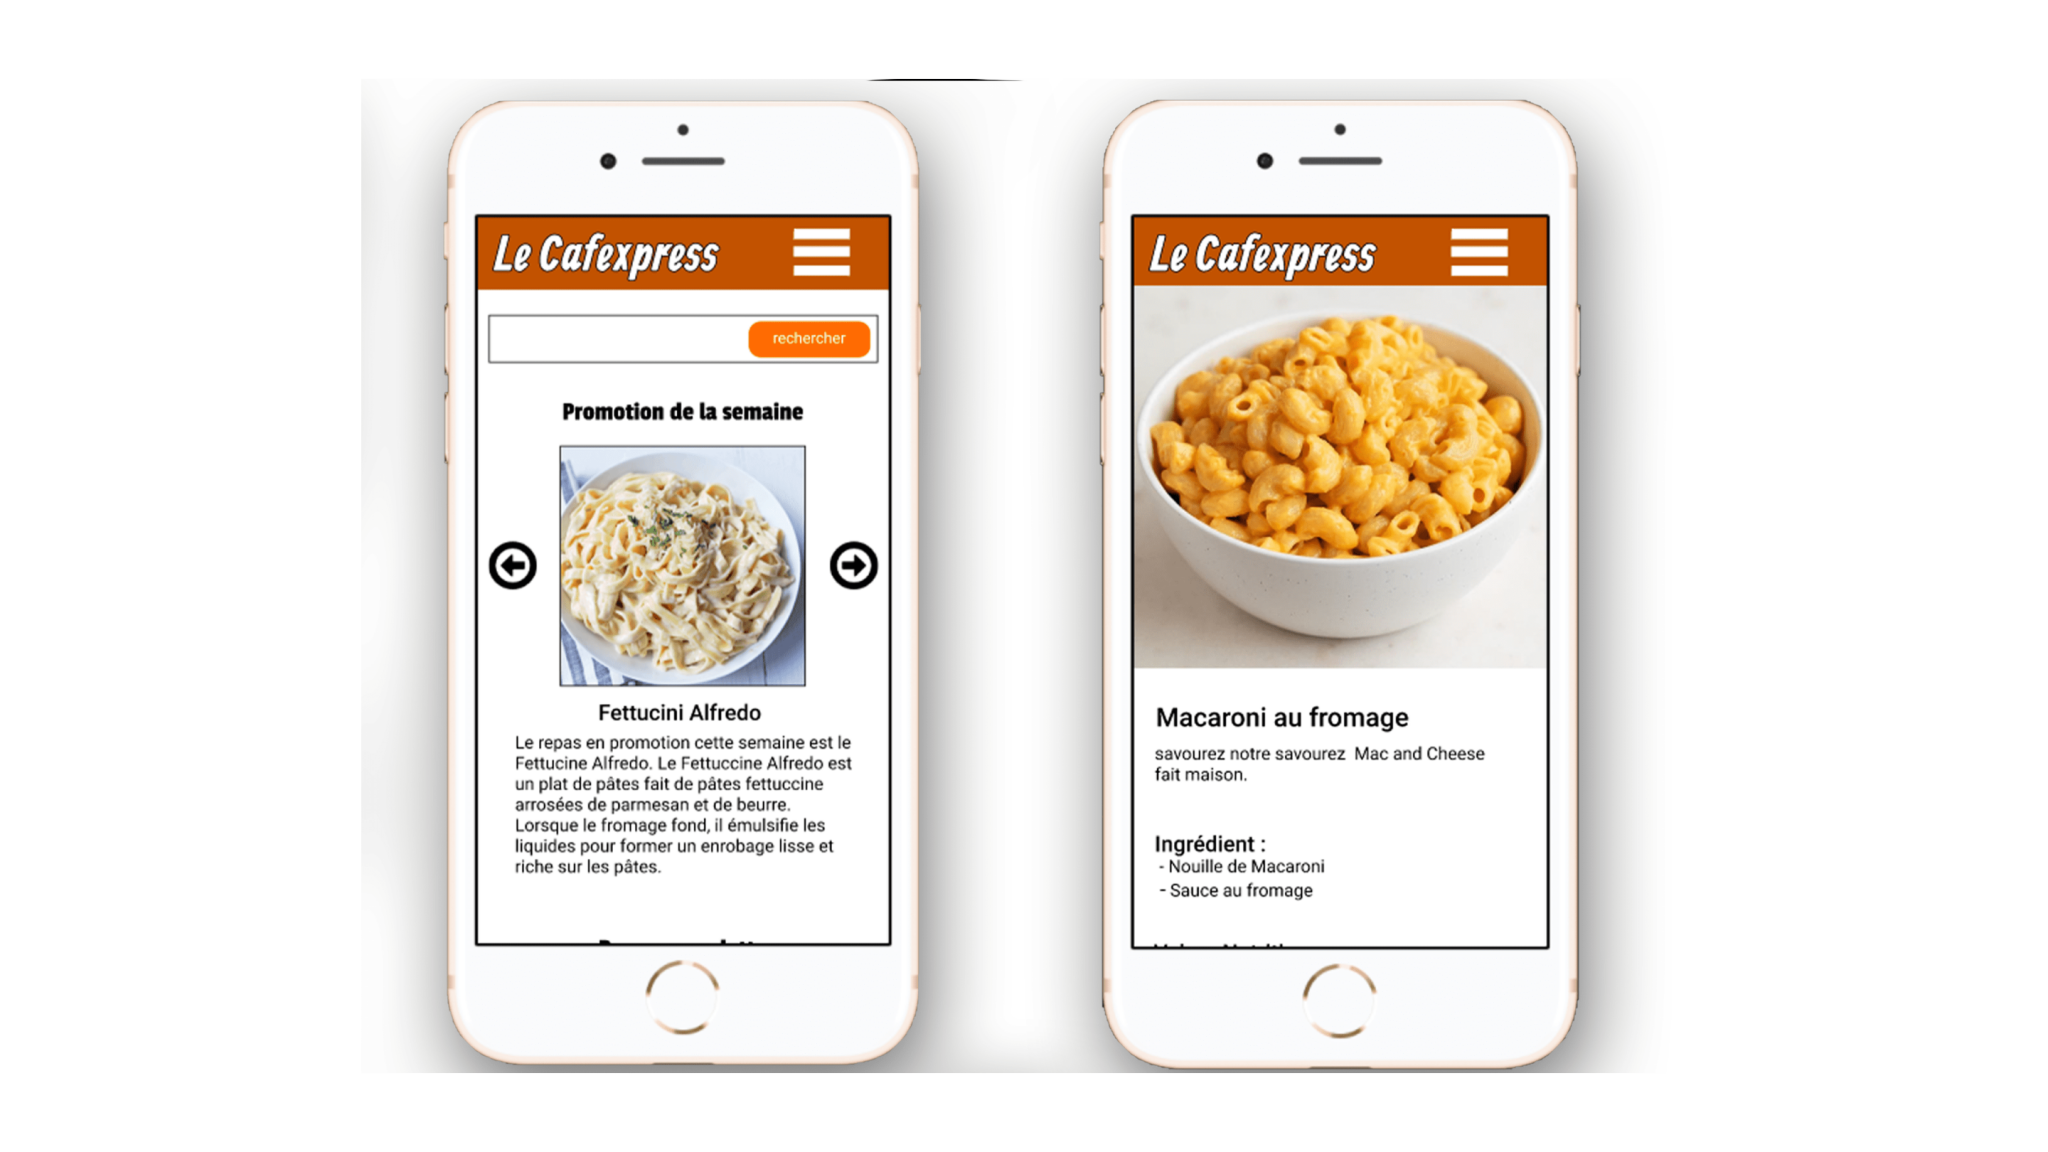 Le Cafexpress
rechercher
Promotion de la semaine
Fettucini Alfredo
Le repas en promotion cette semaine est le
Fettucine Alfredo. Le Fettuccine Alfredo est
un plat de pâtes fait de pâtes fettuccine
arrosées de parmesan et de beurre.
Lorsque le fromage fond, il émulsifie les
liquides pour former un enrobage lisse et
riche sur les pâtes.
Le Cafexpress
Macaroni au fromage
savourez notre savourez Mac and Cheese
fait maison.
Ingrédient :
- Nouille de Macaroni
- Sauce au fromage